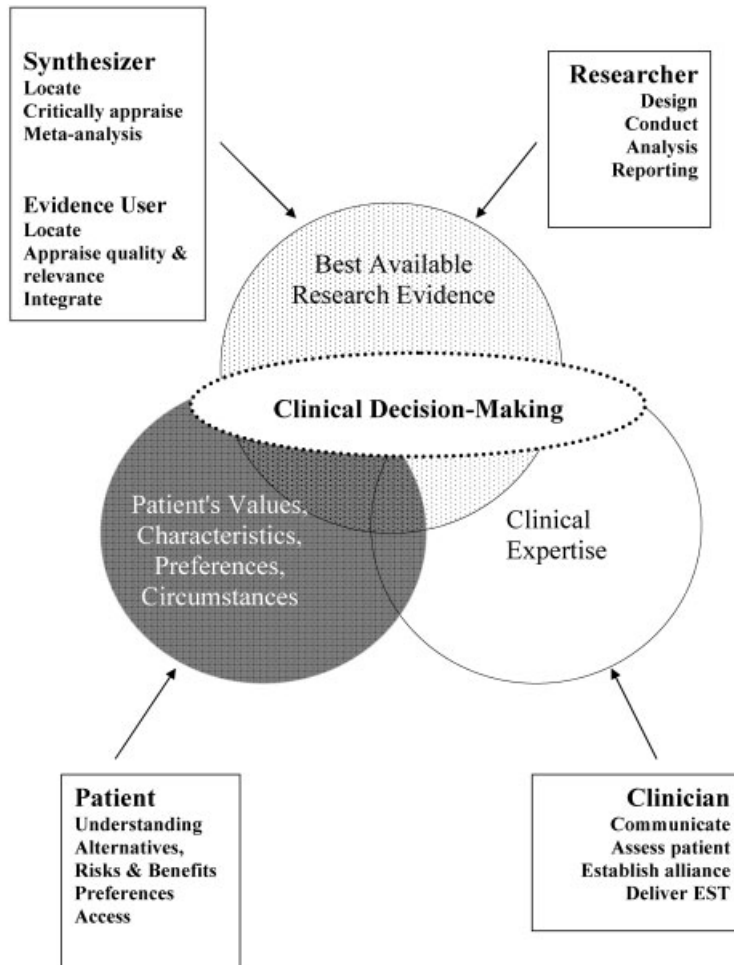 Synthesizer
Locate
Critically appraise
Meta-analysis
Evidence User
Locate
Appraise quality &
relevance
Integrate
Researcher
Design
Conduct
Analysis
Reporting
Best Available
Research Evidence
Clinical Decision-Making
Patient's Values,
Characteristics,
Preferences,
Circumstances
Clinical
Expertise
Patient
Understanding
Alternatives,
Risks & Benefits
Preferences
Access
Clinician
Communicate
Assess patient
Establish alliance
Deliver EST